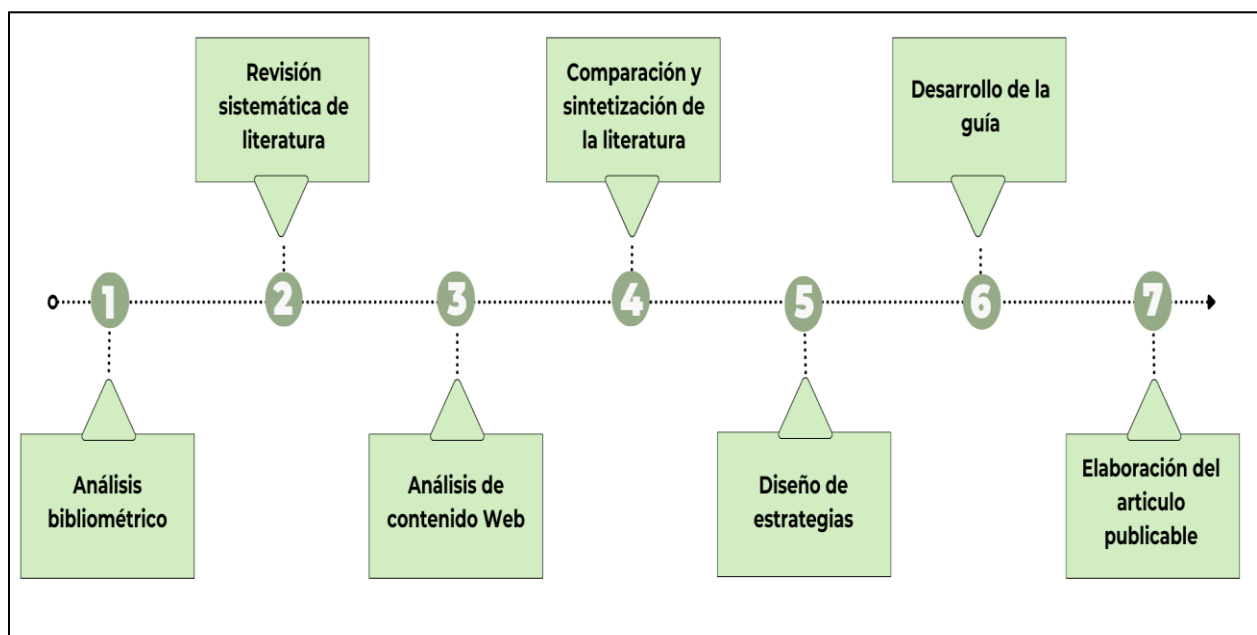 Revisión
sistemática de
literatura
Comparación y
sintetización de
la literatura
Desarrollo de la
guía
1
2
3
4
5
6
7
Análisis
bibliométrico
Análisis de
contenido Web
Diseño de
estrategias
Elaboración del
articulo
publicable